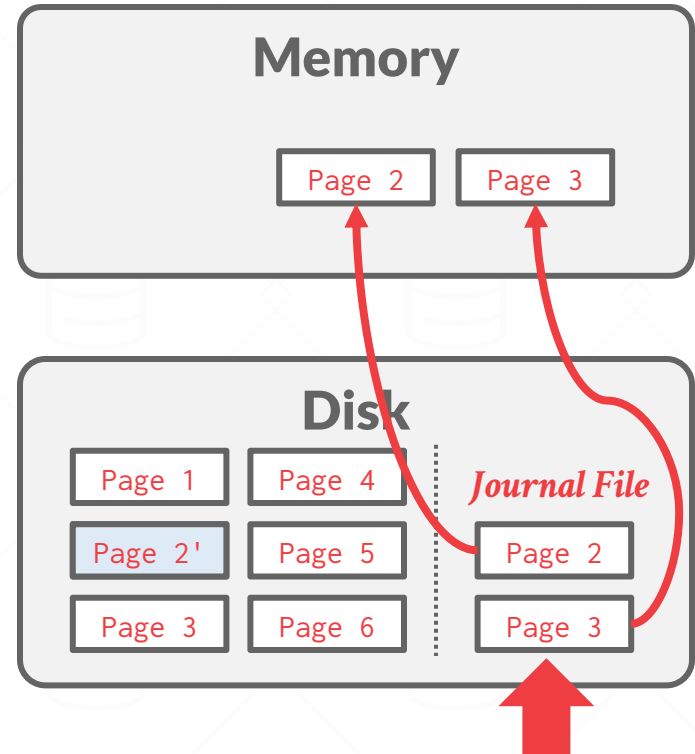 Memory
Page 2 Page 3
Disk
Journal File
Page 1 Page 4
Page 2' Page 5 Page 2
Page 3 Page 6 Page 3